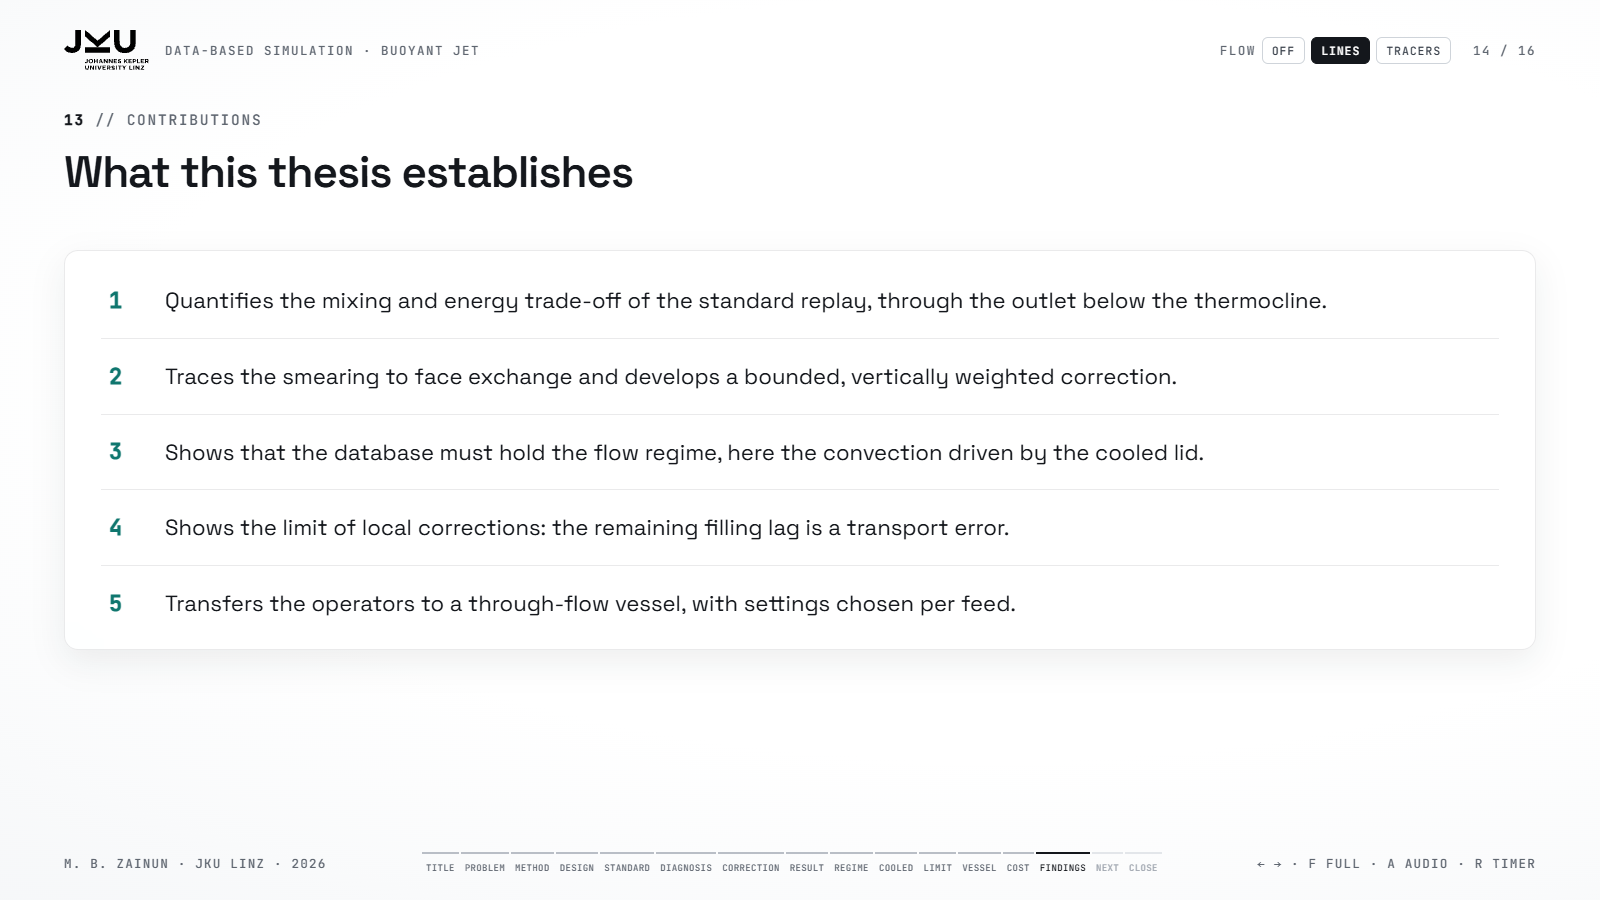 JKU
JOHANNES KEPLER
UNIVERSITY LINZ
DATA-BASED SIMULATION · BUOYANT JET
FLOW OFF LINES TRACERS 14 / 16
13 // CONTRIBUTIONS
What this thesis establishes
1 Quantifies the mixing and energy trade-off of the standard replay, through the outlet below the thermocline.
2 Traces the smearing to face exchange and develops a bounded, vertically weighted correction.
3 Shows that the database must hold the flow regime, here the convection driven by the cooled lid.
4 Shows the limit of local corrections: the remaining filling lag is a transport error.
5 Transfers the operators to a through-flow vessel, with settings chosen per feed.
M. B. ZAINUN · JKU LINZ · 2026
TITLE PROBLEM METHOD DESIGN STANDARD DIAGNOSIS CORRECTION RESULT REGIME COOLED LIMIT VESSEL COST FINDINGS NEXT CLOSE
← → · F FULL · A AUDIO · R TIMER